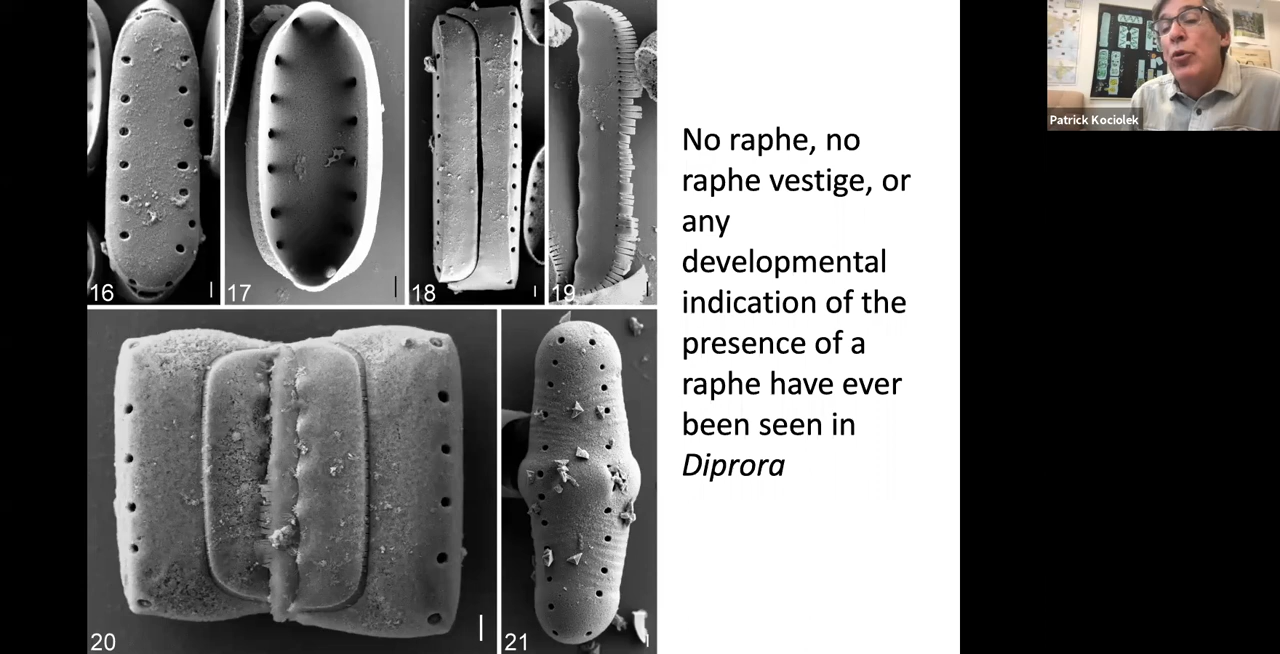 16
17
18
19
20
21
No raphe, no
raphe vestige, or
any
developmental
indication of the
presence of a
raphe have ever
been seen in
Diprora
Patrick Kociolek